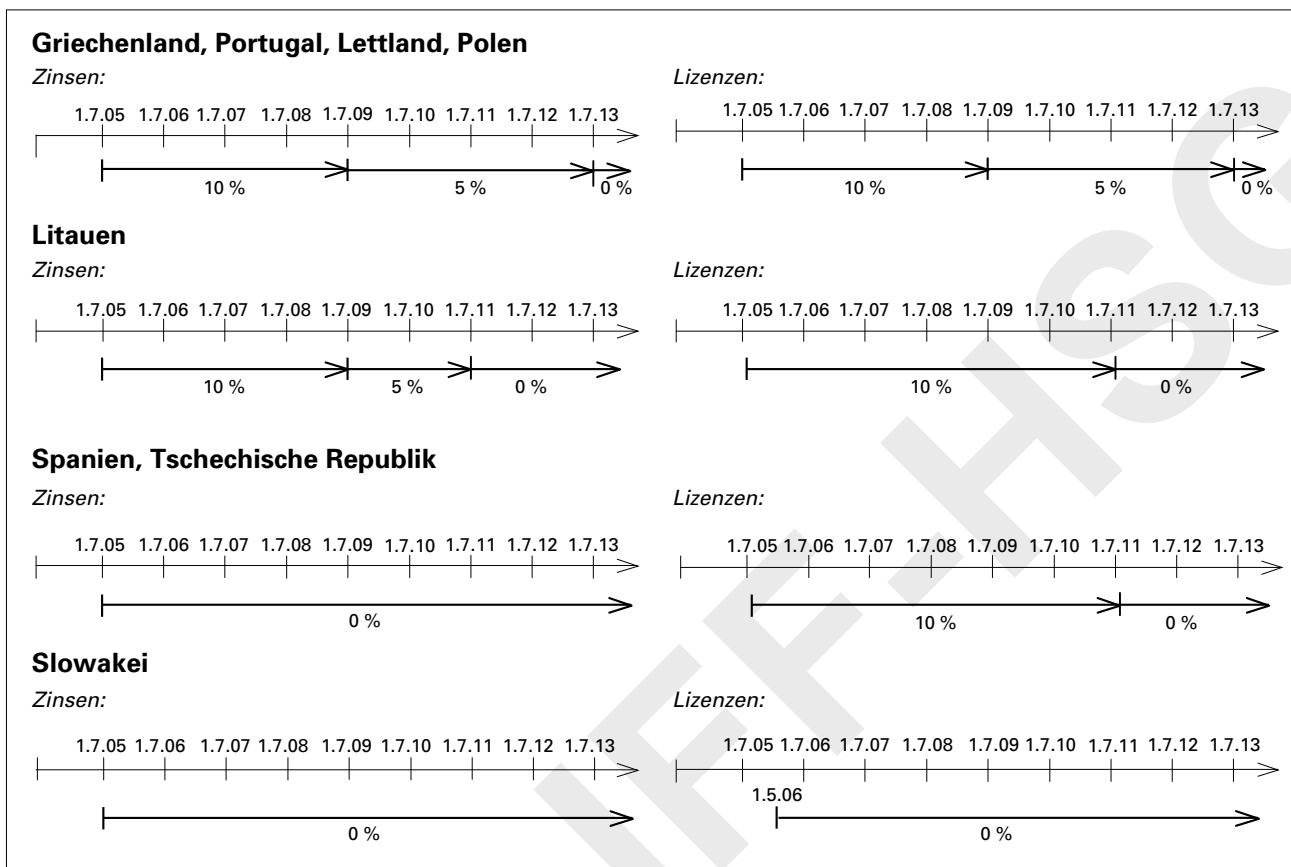 Griechenland, Portugal, Lettland, Polen
Zinsen:
1.7.05 1.7.06 1.7.07 1.7.08 1.7.09 1.7.10 1.7.11 1.7.12 1.7.13
10 % 5 % 0 %
Lizenzen:
1.7.05 1.7.06 1.7.07 1.7.08 1.7.09 1.7.10 1.7.11 1.7.12 1.7.13
10 % 5 % 0 %
Litauen
Zinsen:
1.7.05 1.7.06 1.7.07 1.7.08 1.7.09 1.7.10 1.7.11 1.7.12 1.7.13
10 % 5 % 0 %
Lizenzen:
1.7.05 1.7.06 1.7.07 1.7.08 1.7.09 1.7.10 1.7.11 1.7.12 1.7.13
10 % 0 %
Spanien, Tschechische Republik
Zinsen:
1.7.05 1.7.06 1.7.07 1.7.08 1.7.09 1.7.10 1.7.11 1.7.12 1.7.13
0 %
Lizenzen:
1.7.05 1.7.06 1.7.07 1.7.08 1.7.09 1.7.10 1.7.11 1.7.12 1.7.13
10 % 0 %
Slowakei
Zinsen:
1.7.05 1.7.06 1.7.07 1.7.08 1.7.09 1.7.10 1.7.11 1.7.12 1.7.13
0 %
Lizenzen:
1.7.05 1.7.06 1.7.07 1.7.08 1.7.09 1.7.10 1.7.11 1.7.12 1.7.13
1.5.06
0 %
IFF-HSG